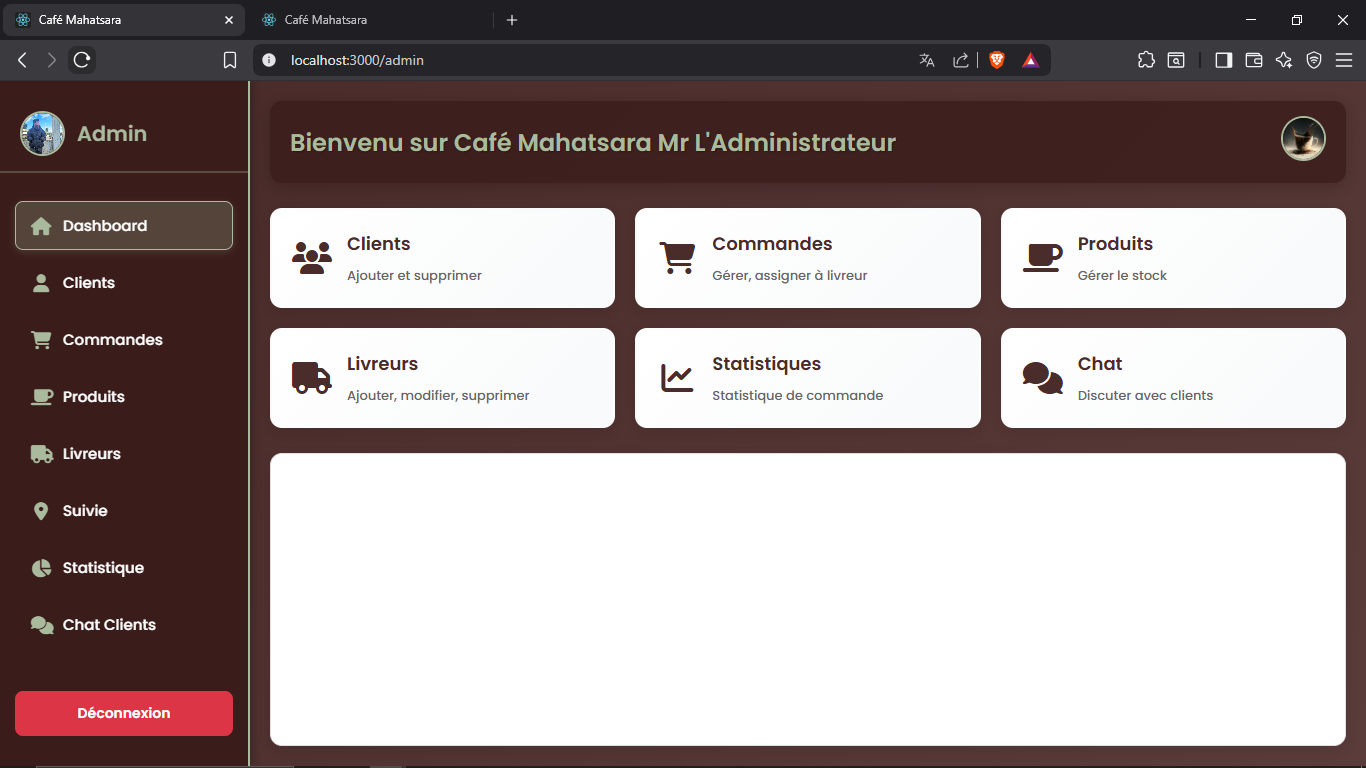 Café Mahatsara
Café Mahatsara
localhost:3000/admin
Admin
Dashboard
Clients
Commandes
Produits
Livreurs
Suivie
Statistique
Chat Clients
Déconnexion
Bienvenu sur Café Mahatsara Mr L'Administrateur
Clients
Ajouter et supprimer
Commandes
Gérer, assigner à livreur
Produits
Gérer le stock
Livreurs
Ajouter, modifier, supprimer
Statistiques
Statistique de commande
Chat
Discuter avec clients